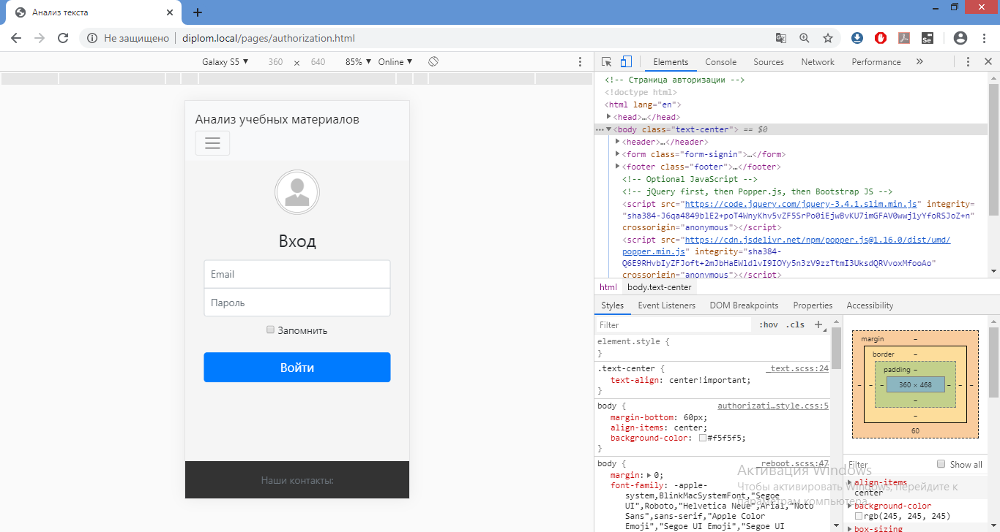 Анализ текста
Не защищено
diplom.local/pages/authorization.html
Galaxy S5 ▼ 360 × 640 85% ▼ Online ▼
Elements Console Sources Network Performance »
Анализ учебных материалов
Вход
Email
Пароль
Запомнить
Войти
Наши контакты:
<!-- Страница авторизации -->
<!doctype html>
<html lang="en">
<head>…</head>
<body class="text-center"> == $0
<header>…</header>
<form class="form-signin">…</form>
<footer class="footer">…</footer>
<!-- Optional JavaScript -->
<!-- jQuery first, then Popper.js, then Bootstrap JS -->
<script src="https://code.jquery.com/jquery-3.4.1.slim.min.js" integrity=
"sha384-J6qa4849blE2+poT4WnyKhv5vZF5SrPo0iEjwBvKU7imGFAV0wwj1yYfoRSJoZ+n"
crossorigin="anonymous"></script>
<script src="https://cdn.jsdelivr.net/npm/popper.js@1.16.0/dist/umd/
popper.min.js" integrity="sha384-
Q6E9RHvbIyZFJoft+2mJbHaEWldlvI9IOYy5n3zV9zzTtmI3UksdQRVvoxMfooAo"
crossorigin="anonymous"></script>
html body.text-center
Styles Event Listeners DOM Breakpoints Properties Accessibility
Filter :hov .cls +
element.style {
}
.text-center { _text.scss:24
text-align: center!important;
}
body { authorizati…style.css:5
margin-bottom: 60px;
align-items: center;
background-color: #f5f5f5;
}
body { _reboot.scss:47
margin: 0;
font-family: -apple-
system,BlinkMacSystemFont,"Segoe
UI",Roboto,"Helvetica Neue",Arial,"Noto
Sans",sans-serif,"Apple Color
Emoji","Segoe UI Emoji","Segoe UI
margin –
border –
padding –
– – – 360 × 468 – – –
–
–
60
Filter Show all
align-items
center
background-color
rgb(245, 245, 245)
box-sizing
Активация Windows
Чтобы активировать Windows, перейдите к
параметрам компьютера.